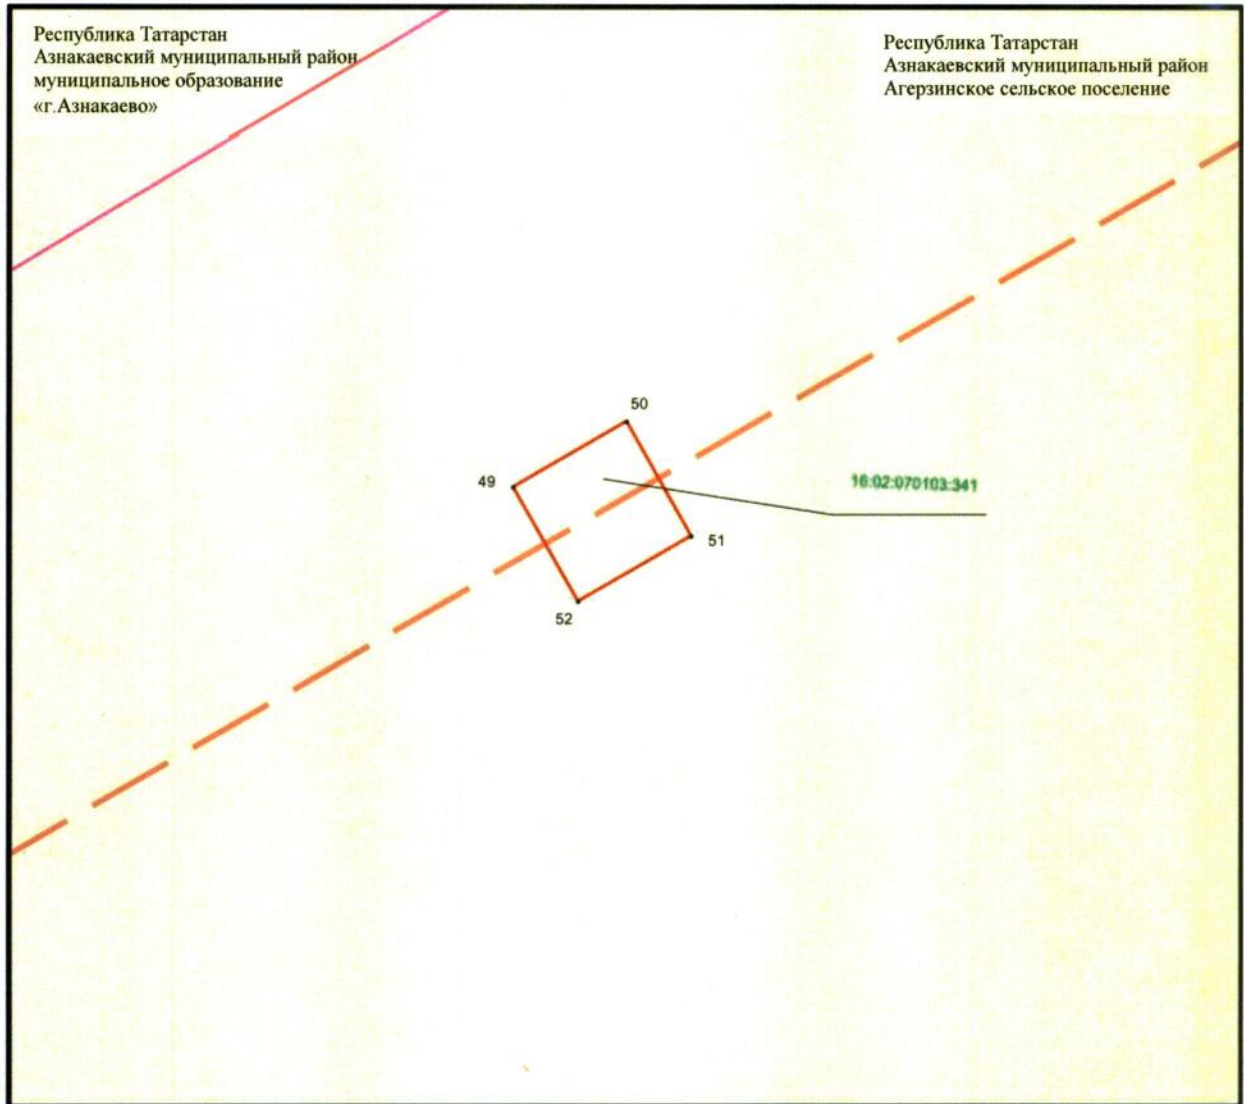 Республика Татарстан
Азнакаевский муниципальный район
муниципальное образование
«г.Азнакаево»
Республика Татарстан
Азнакаевский муниципальный район
Агерзинское сельское поселение
50
49
16:02:070103:341
51
52